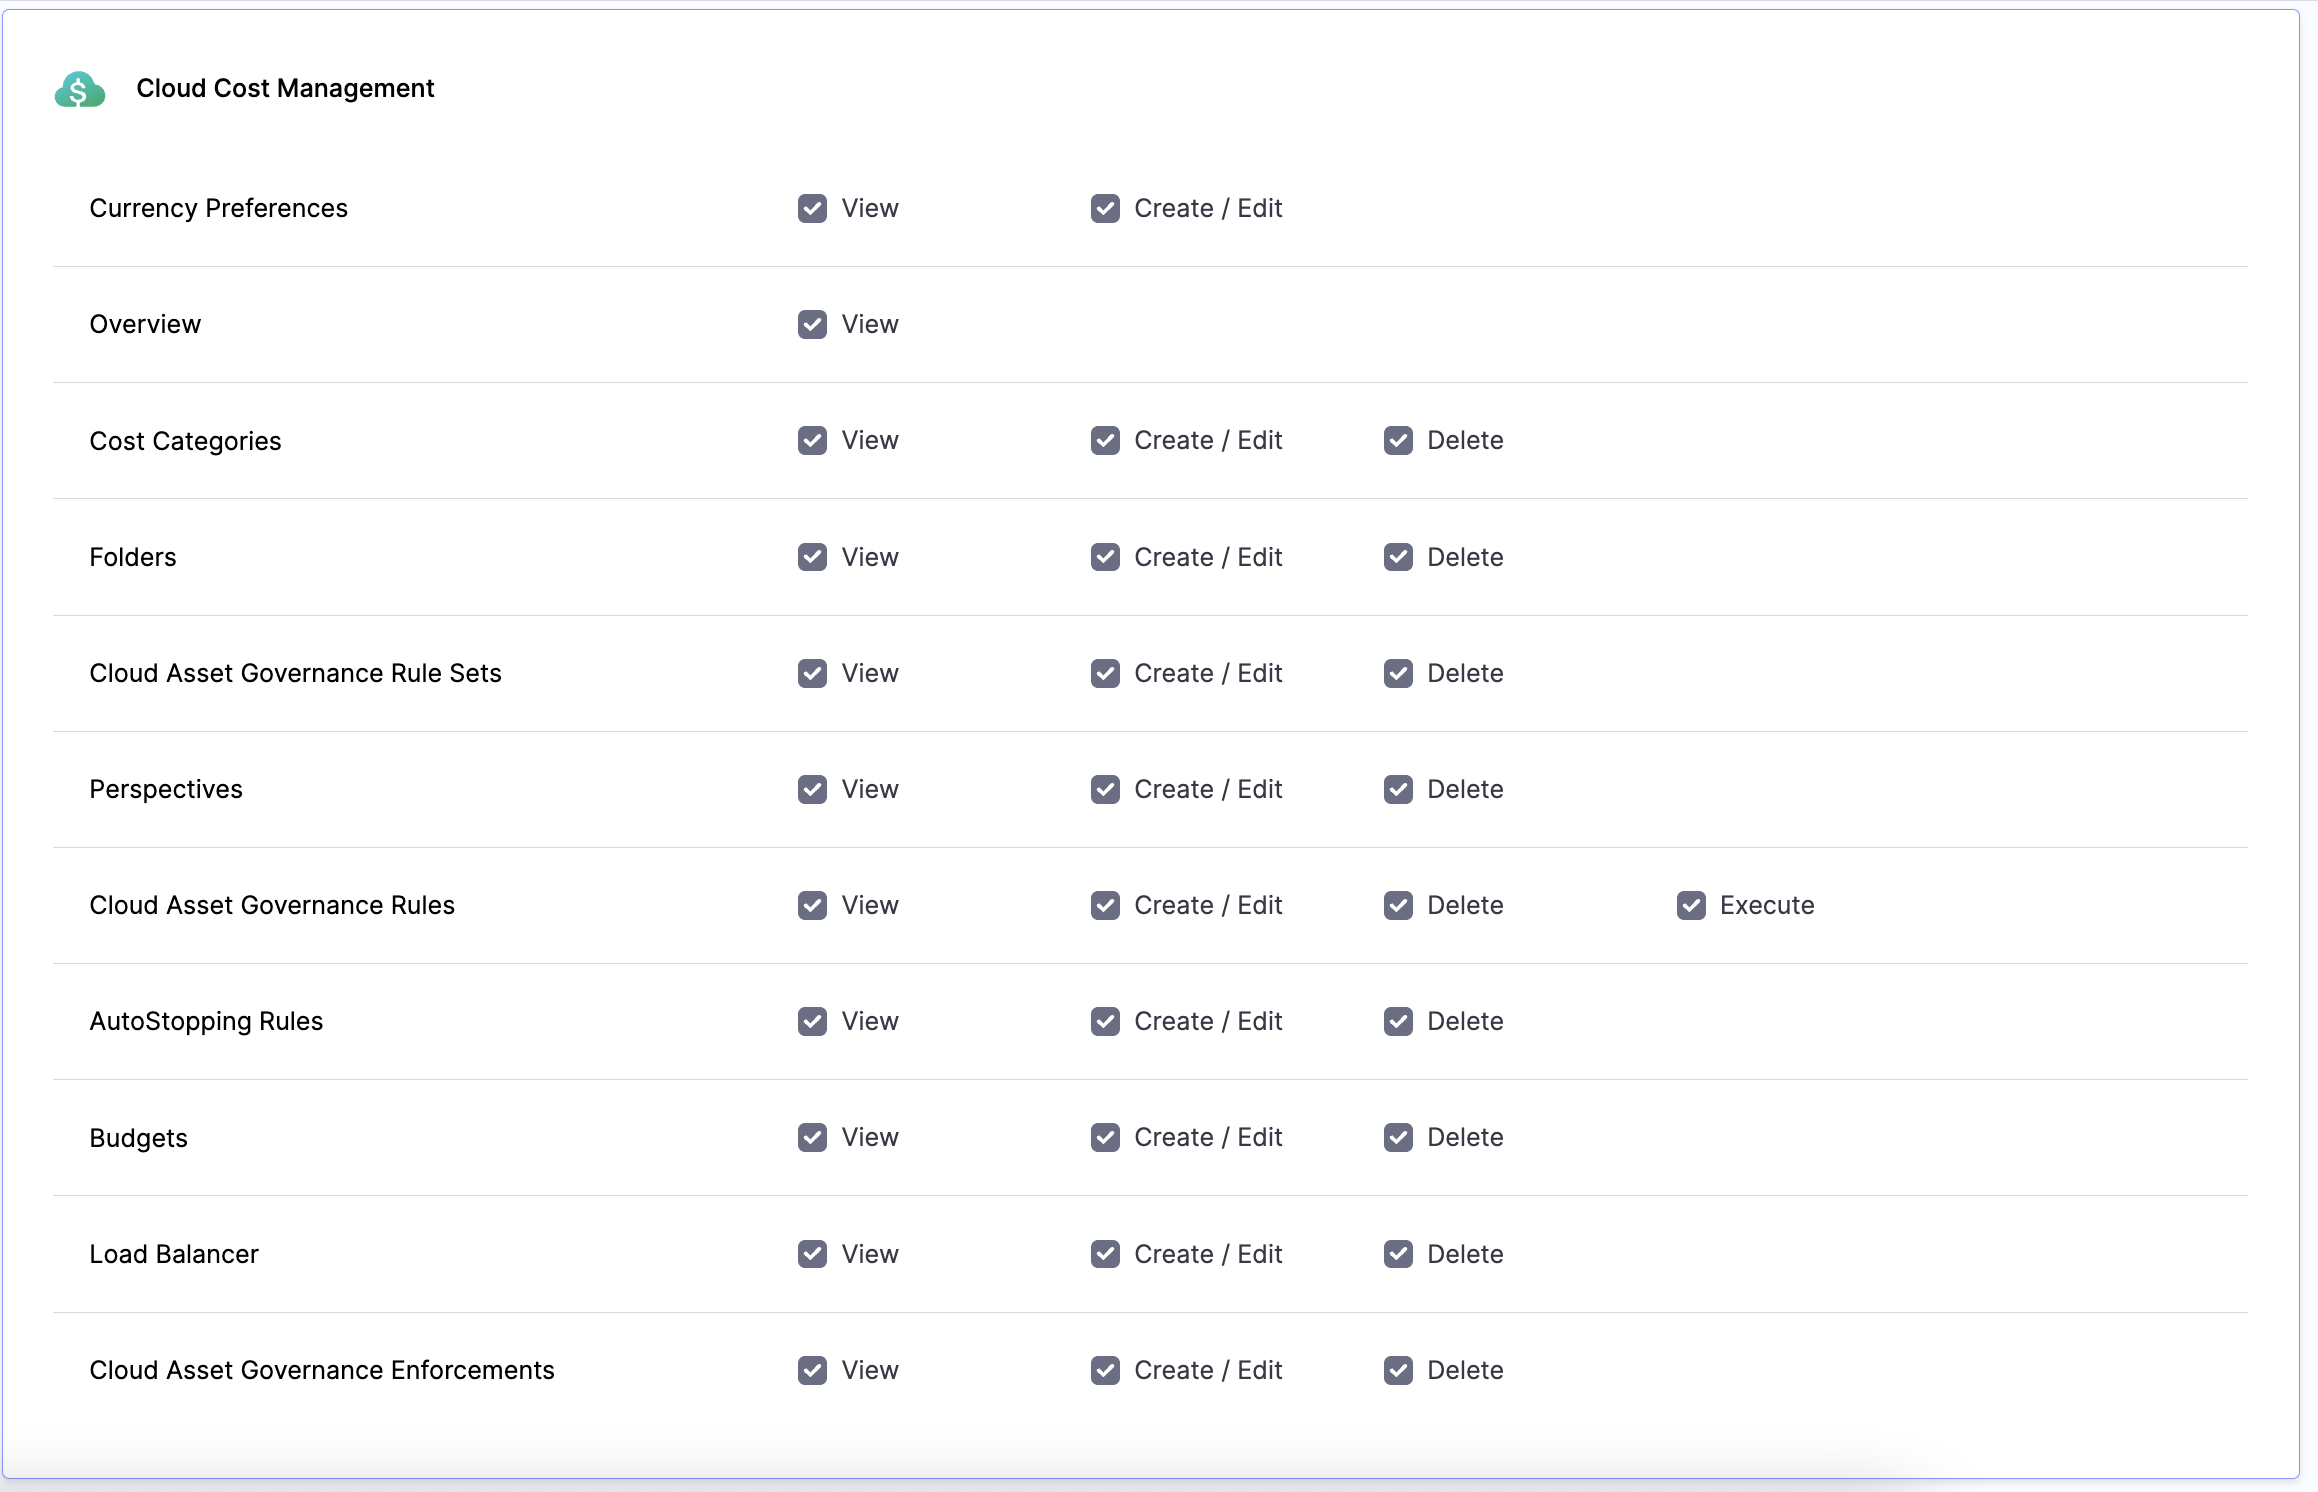 Cloud Cost Management
Currency Preferences View Create / Edit
Overview View
Cost Categories View Create / Edit Delete
Folders View Create / Edit Delete
Cloud Asset Governance Rule Sets View Create / Edit Delete
Perspectives View Create / Edit Delete
Cloud Asset Governance Rules View Create / Edit Delete Execute
AutoStopping Rules View Create / Edit Delete
Budgets View Create / Edit Delete
Load Balancer View Create / Edit Delete
Cloud Asset Governance Enforcements View Create / Edit Delete